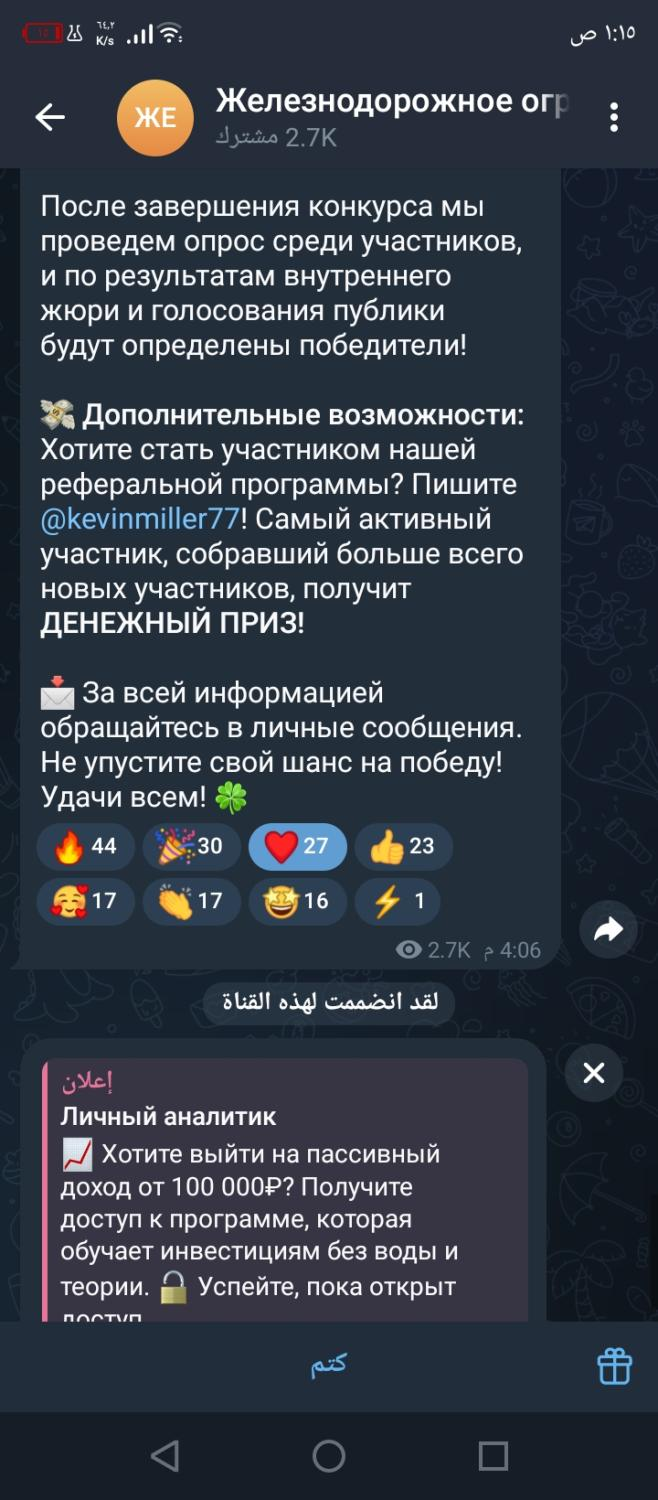 ١:١٥ ص
١٥
٦٤,٢
K/s
ЖЕ
Железнодорожное огр
2.7K مشترك
После завершения конкурса мы
проведем опрос среди участников,
и по результатам внутреннего
жюри и голосования публики
будут определены победители!
💸 Дополнительные возможности:
Хотите стать участником нашей
реферальной программы? Пишите
@kevinmiller77! Самый активный
участник, собравший больше всего
новых участников, получит
ДЕНЕЖНЫЙ ПРИЗ!
📩 За всей информацией
обращайтесь в личные сообщения.
Не упустите свой шанс на победу!
Удачи всем! 🍀
🔥 44 🎉 30 ❤️ 27 👍 23
🥰 17 👏 17 🤩 16 ⚡ 1
2.7K 4:06 م
لقد انضممت لهذه القناة
إعلان
Личный аналитик
📈 Хотите выйти на пассивный
доход от 100 000₽? Получите
доступ к программе, которая
обучает инвестициям без воды и
теории. 🔓 Успейте, пока открыт
доступ
كتم